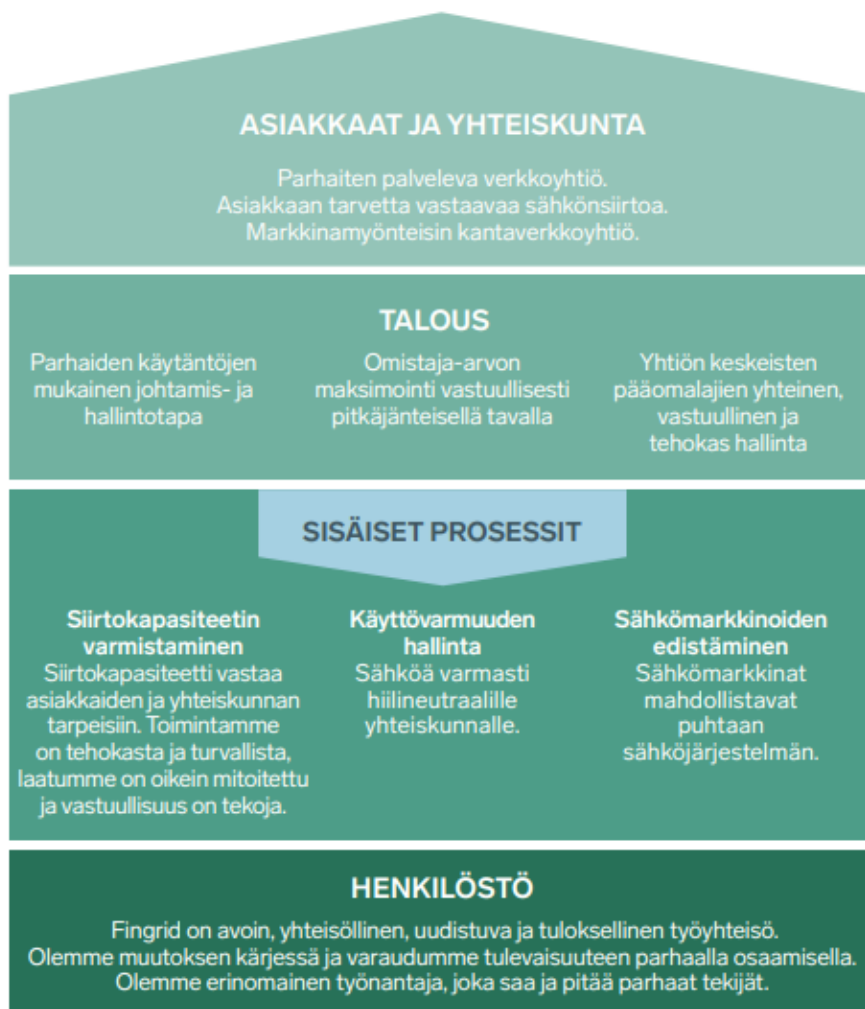 ASIAKKAAT JA YHTEISKUNTA
Parhaiten palveleva verkkoyhtiö.
Asiakkaan tarvetta vastaavaa sähkönsiirtoa.
Markkinamyönteisin kantaverkkoyhtiö.
TALOUS
Parhaiden käytäntöjen
mukainen johtamis- ja
hallintotapa
Omistaja-arvon
maksimointi vastuullisesti
pitkäjänteisellä tavalla
Yhtiön keskeisten
pääomalajien yhteinen,
vastuullinen ja
tehokas hallinta
SISÄISET PROSESSIT
Siirtokapasiteetin
varmistaminen
Siirtokapasiteetti vastaa
asiakkaiden ja yhteiskunnan
tarpeisiin. Toimintamme
on tehokasta ja turvallista,
laatumme on oikein mitoitettu
ja vastuullisuus on tekoja.
Käyttövarmuuden
hallinta
Sähköä varmasti
hiilineutraalille
yhteiskunnalle.
Sähkömarkkinoiden
edistäminen
Sähkömarkkinat
mahdollistavat
puhtaan
sähköjärjestelmän.
HENKILÖSTÖ
Fingrid on avoin, yhteisöllinen, uudistuva ja tuloksellinen työyhteisö.
Olemme muutoksen kärjessä ja varaudumme tulevaisuuteen parhaalla osaamisella.
Olemme erinomainen työnantaja, joka saa ja pitää parhaat tekijät.